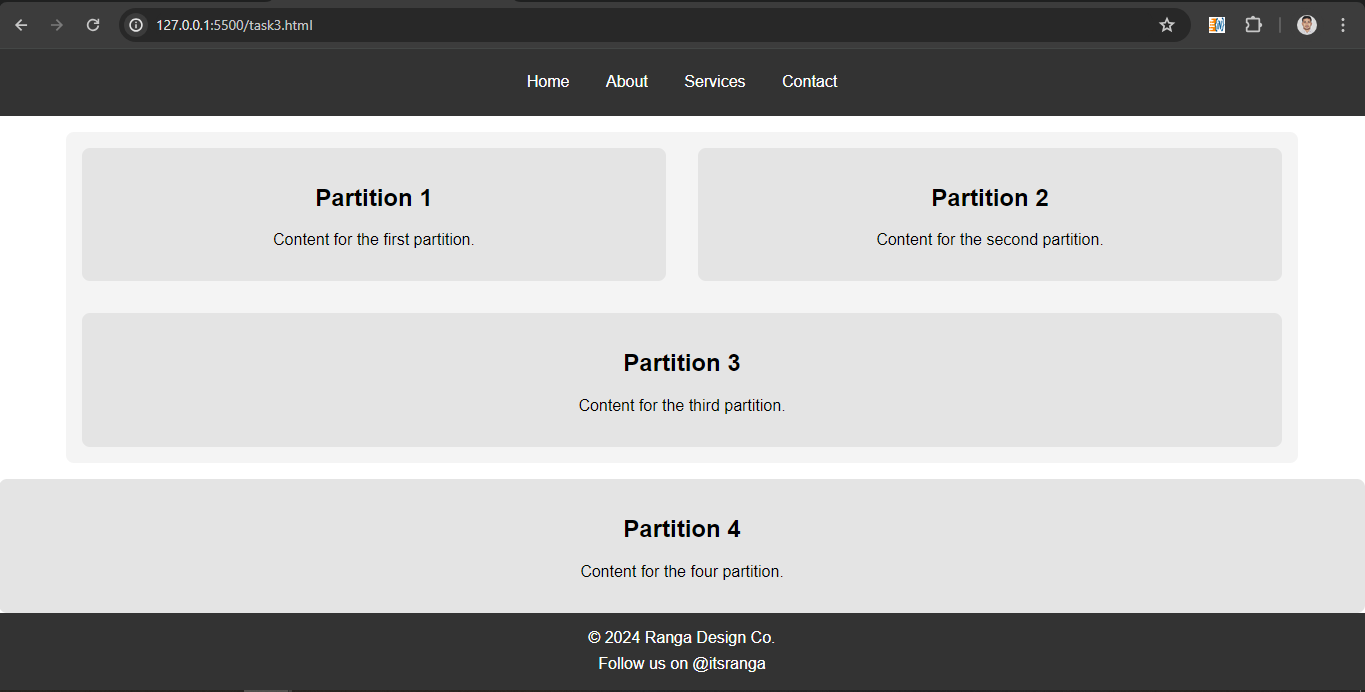 127.0.0.1:5500/task3.html
Home About Services Contact
Partition 1
Content for the first partition.
Partition 2
Content for the second partition.
Partition 3
Content for the third partition.
Partition 4
Content for the four partition.
© 2024 Ranga Design Co.
Follow us on @itsranga